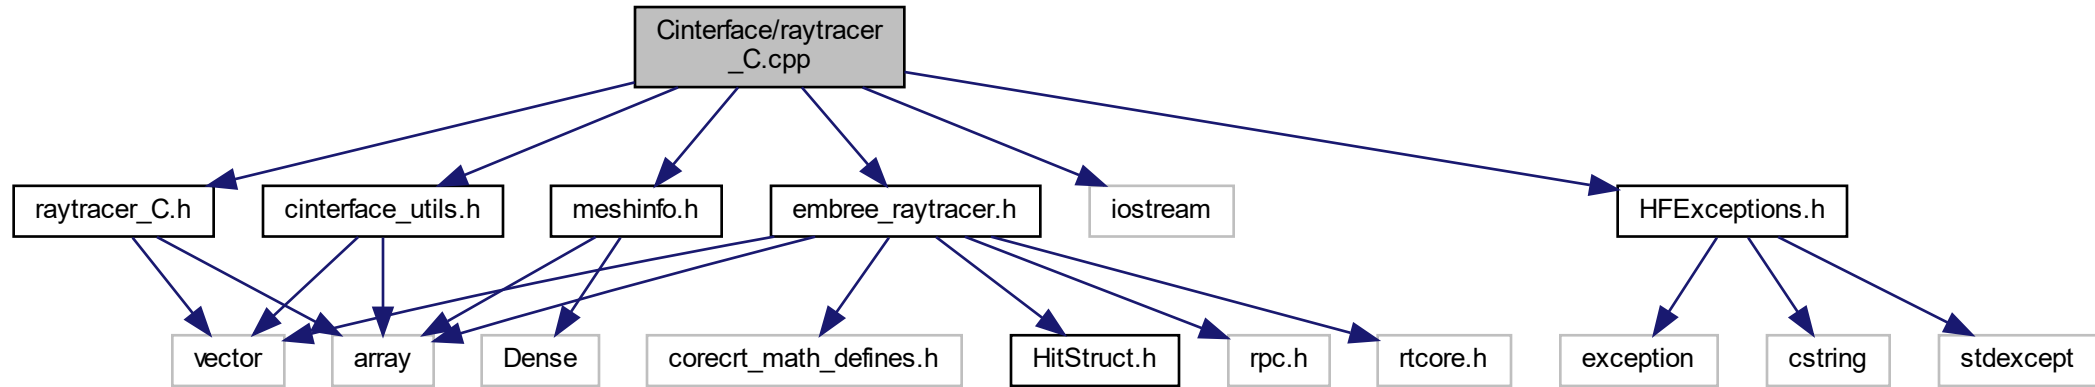 Cinterface/raytracer
_C.cpp
raytracer_C.h
cinterface_utils.h
meshinfo.h
embree_raytracer.h
iostream
HFExceptions.h
vector
array
Dense
corecrt_math_defines.h
HitStruct.h
rpc.h
rtcore.h
exception
cstring
stdexcept